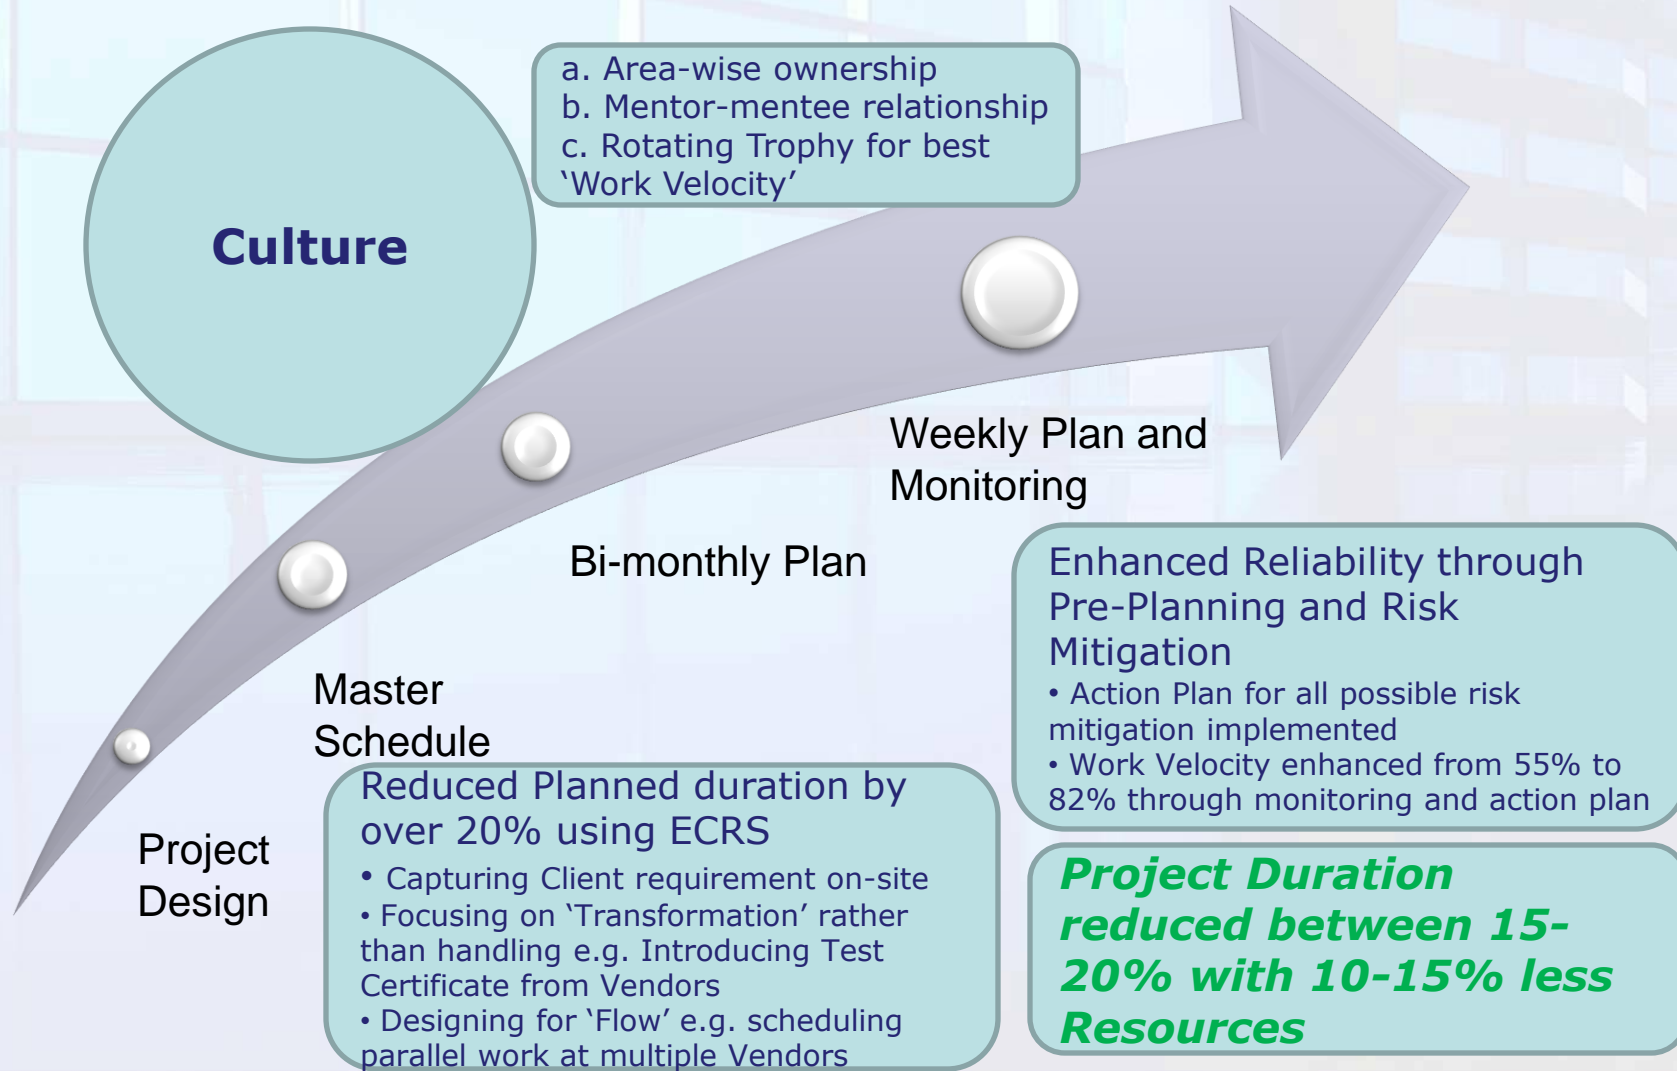 Culture
a. Area-wise ownership
b. Mentor-mentee relationship
c. Rotating Trophy for best
‘Work Velocity’
Weekly Plan and
Monitoring
Bi-monthly Plan
Master
Schedule
Project
Design
Reduced Planned duration by
over 20% using ECRS
• Capturing Client requirement on-site
• Focusing on ‘Transformation’ rather
than handling e.g. Introducing Test
Certificate from Vendors
• Designing for ‘Flow’ e.g. scheduling
parallel work at multiple Vendors
Enhanced Reliability through
Pre-Planning and Risk
Mitigation
• Action Plan for all possible risk
mitigation implemented
• Work Velocity enhanced from 55% to
82% through monitoring and action plan
Project Duration
reduced between 15-
20% with 10-15% less
Resources